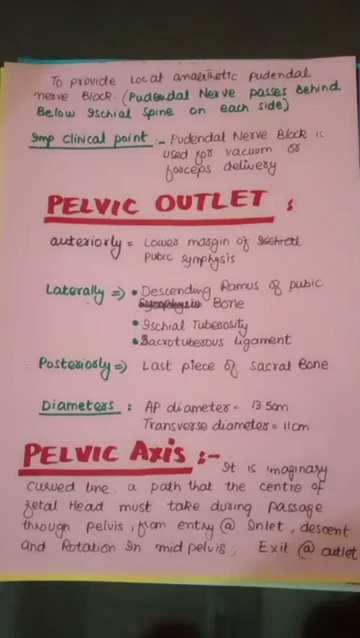 To provide local anaesthetic pudendal
nerve Block. (Pudendal Nerve passes Behind
Below Ischial Spine on each side)
Imp clinical point :- Pudendal Nerve Block is
used for vacuum or
forceps delivery
PELVIC OUTLET :
anteriorly = Lower margin of
Pubic symphysis
Laterally => • Descending Ramus of pubic
Bone
• Ischial Tuberosity
• Sacrotuberous ligament
Posteriorly => Last piece of sacral Bone
Diameters : AP diameter = 13.5cm
Transverse diameter = 11cm
PELVIC AXIS :-
It is imaginary
curved line. a path that the centre of
fetal Head must take during passage
through pelvis, from entry @ Inlet, descent
and Rotation in mid pelvis; Exit @ outlet